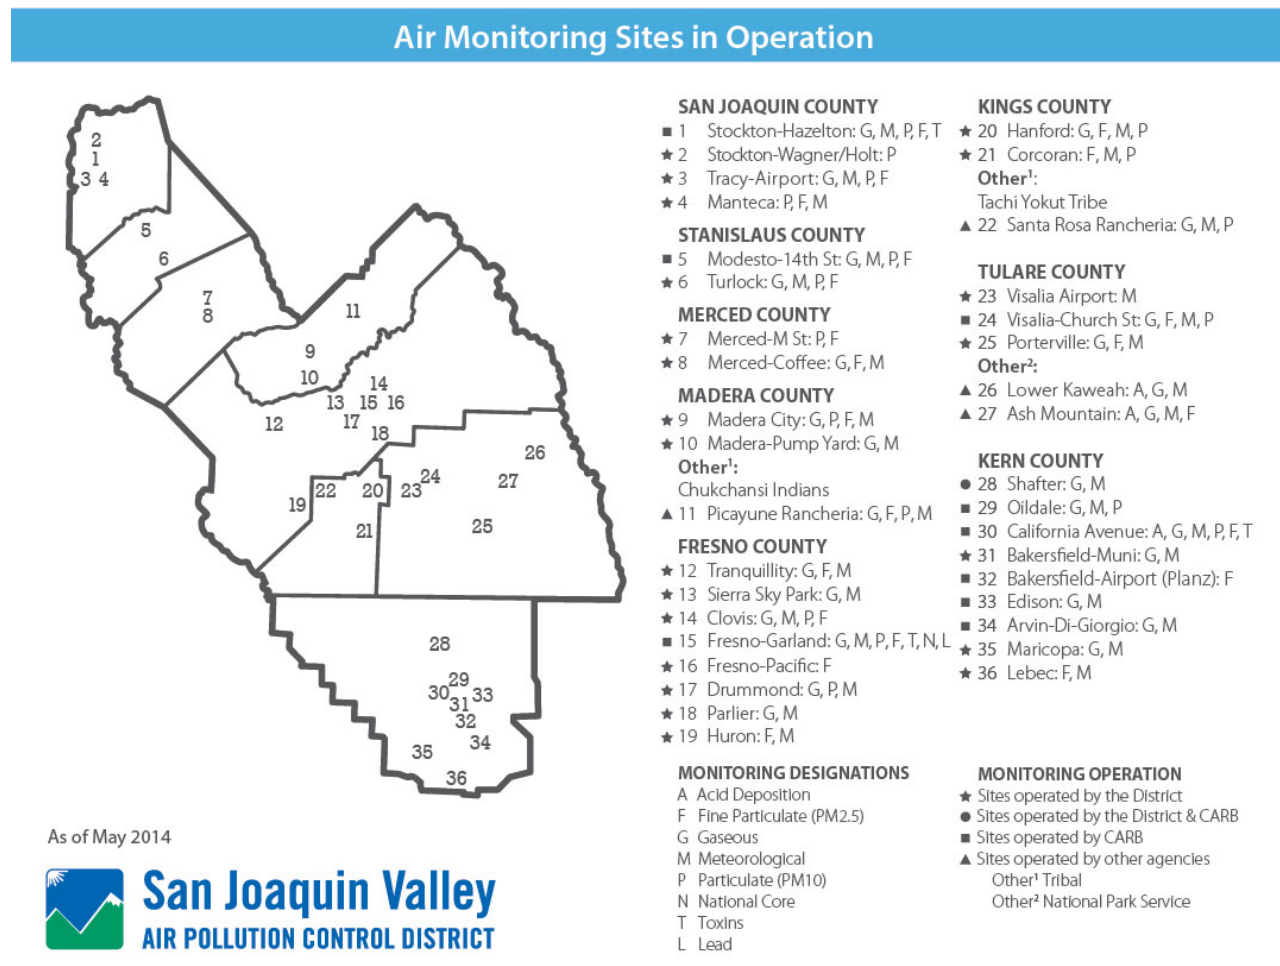 Air Monitoring Sites in Operation
2
1
3 4
5
6
7
8
11
9
10
14
13 15 16
12
17
18
26
24
27
22 20 23
19
21
25
28
29
30 33
31
32
34
35
36
As of May 2014
San Joaquin Valley
AIR POLLUTION CONTROL DISTRICT
SAN JOAQUIN COUNTY
■ 1 Stockton-Hazelton: G, M, P, F, T
★ 2 Stockton-Wagner/Holt: P
★ 3 Tracy-Airport: G, M, P, F
★ 4 Manteca: P, F, M
STANISLAUS COUNTY
■ 5 Modesto-14th St: G, M, P, F
★ 6 Turlock: G, M, P, F
MERCED COUNTY
★ 7 Merced-M St: P, F
★ 8 Merced-Coffee: G, F, M
MADERA COUNTY
★ 9 Madera City: G, P, F, M
★ 10 Madera-Pump Yard: G, M
Other¹:
Chukchansi Indians
▲ 11 Picayune Rancheria: G, F, P, M
FRESNO COUNTY
★ 12 Tranquillity: G, F, M
★ 13 Sierra Sky Park: G, M
★ 14 Clovis: G, M, P, F
■ 15 Fresno-Garland: G, M, P, F, T, N, L
★ 16 Fresno-Pacific: F
★ 17 Drummond: G, P, M
★ 18 Parlier: G, M
★ 19 Huron: F, M
KINGS COUNTY
★ 20 Hanford: G, F, M, P
★ 21 Corcoran: F, M, P
Other¹:
Tachi Yokut Tribe
▲ 22 Santa Rosa Rancheria: G, M, P
TULARE COUNTY
★ 23 Visalia Airport: M
■ 24 Visalia-Church St: G, F, M, P
★ 25 Porterville: G, F, M
Other²:
▲ 26 Lower Kaweah: A, G, M
▲ 27 Ash Mountain: A, G, M, F
KERN COUNTY
● 28 Shafter: G, M
■ 29 Oildale: G, M, P
■ 30 California Avenue: A, G, M, P, F, T
★ 31 Bakersfield-Muni: G, M
■ 32 Bakersfield-Airport (Planz): F
■ 33 Edison: G, M
■ 34 Arvin-Di-Giorgio: G, M
★ 35 Maricopa: G, M
★ 36 Lebec: F, M
MONITORING DESIGNATIONS
A Acid Deposition
F Fine Particulate (PM2.5)
G Gaseous
M Meteorological
P Particulate (PM10)
N National Core
T Toxins
L Lead
MONITORING OPERATION
★ Sites operated by the District
● Sites operated by the District & CARB
■ Sites operated by CARB
▲ Sites operated by other agencies
Other¹ Tribal
Other² National Park Service